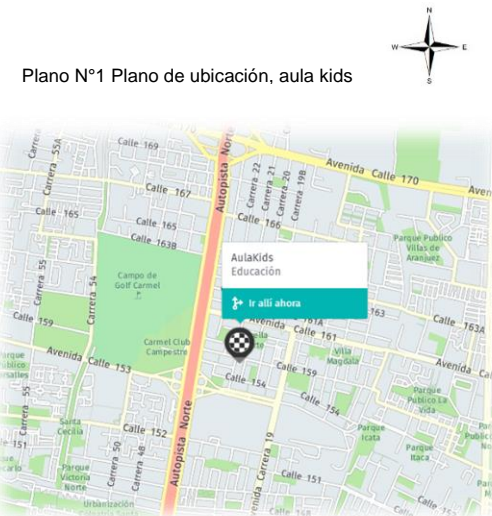 N
W
E
S
Plano N°1 Plano de ubicación, aula kids
Carrera 55A
Calle 169
Autopista Norte
Avenida Calle 170
Carrera 22
Carrera 21
Carrera 20
Carrera 19B
Calle 167
Calle 165
Calle 165
Calle 166
Calle 163B
Parque Publico
Villas de
Aranjuez
AulaKids
Educación
Ir allí ahora
Carrera 55
Carrera 54
Campo de
Golf Carmel
163
161A
Calle 163A
Calle 159
Avenida
Calle 161
Carmel Club
Campestre
Villa
Magdala
Avenida Calle 153
Calle 159
Avenida
Calle 154
Calle 154
Parque
Publico La
Vida
Carrera 55
Santa
Cecilia
Calle 152
Autopista Norte
Carrera 19
Parque
Icata
Parque
Itaca
151
Carrera 50
Carrera 48
Parque
Victoria
Norte
Calle 151
Urbanización
Calle 148